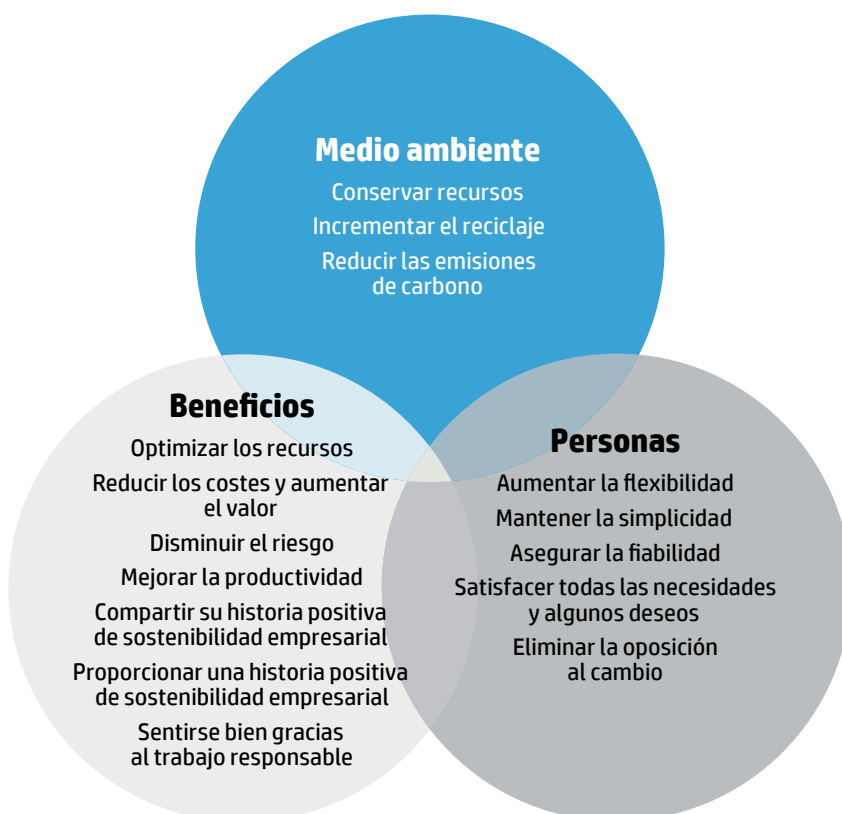 Medio ambiente
Conservar recursos
Incrementar el reciclaje
Reducir las emisiones
de carbono
Beneficios
Optimizar los recursos
Reducir los costes y aumentar
el valor
Disminuir el riesgo
Mejorar la productividad
Compartir su historia positiva
de sostenibilidad empresarial
Proporcionar una historia positiva
de sostenibilidad empresarial
Sentirse bien gracias
al trabajo responsable
Personas
Aumentar la flexibilidad
Mantener la simplicidad
Asegurar la fiabilidad
Satisfacer todas las necesidades
y algunos deseos
Eliminar la oposición
al cambio